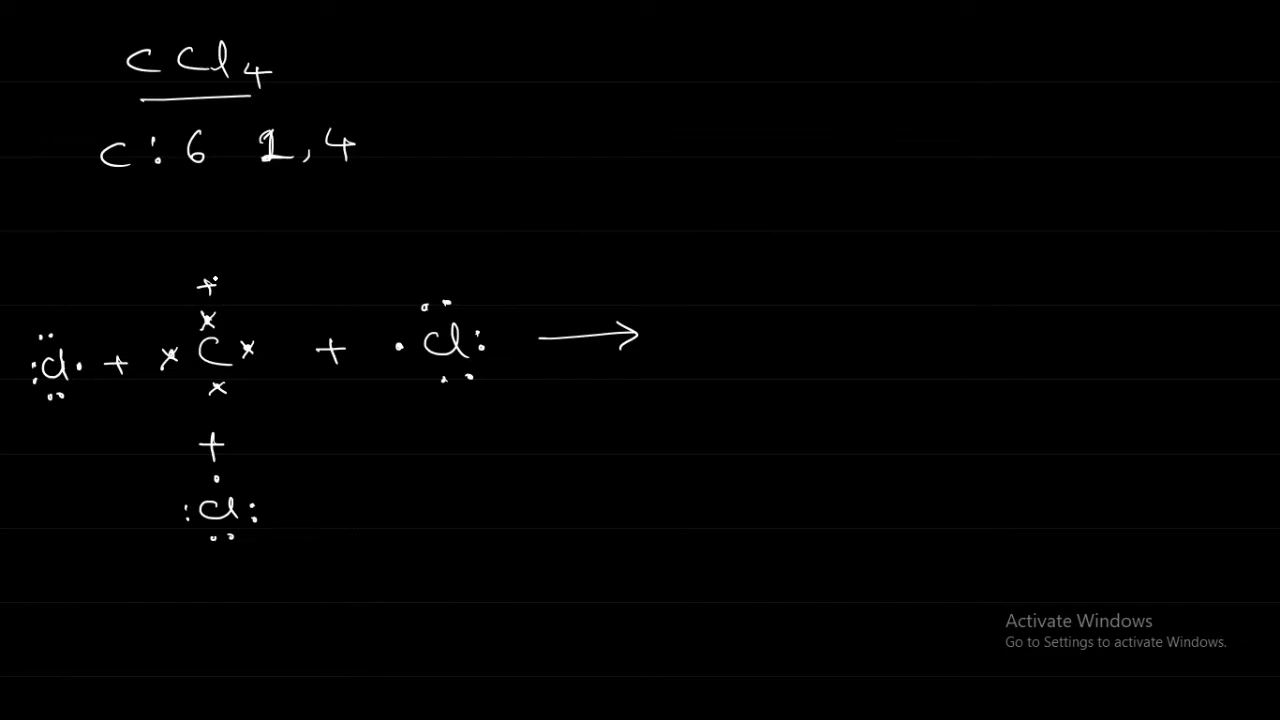 CCl4
C : 6 2, 4
+
Cl + C + Cl →
+
Cl
Activate Windows
Go to Settings to activate Windows.